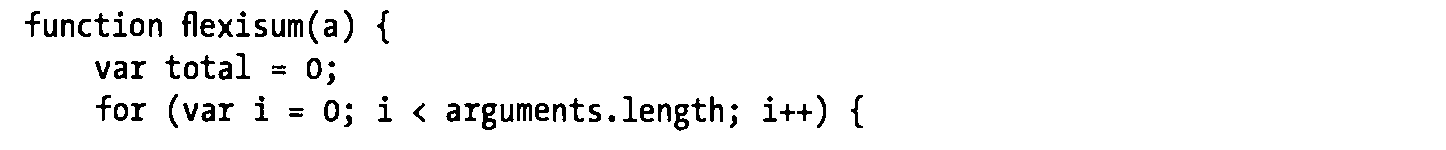 function flexisum(a) {
    var total = 0;
    for (var i = 0; i < arguments.length; i++) {